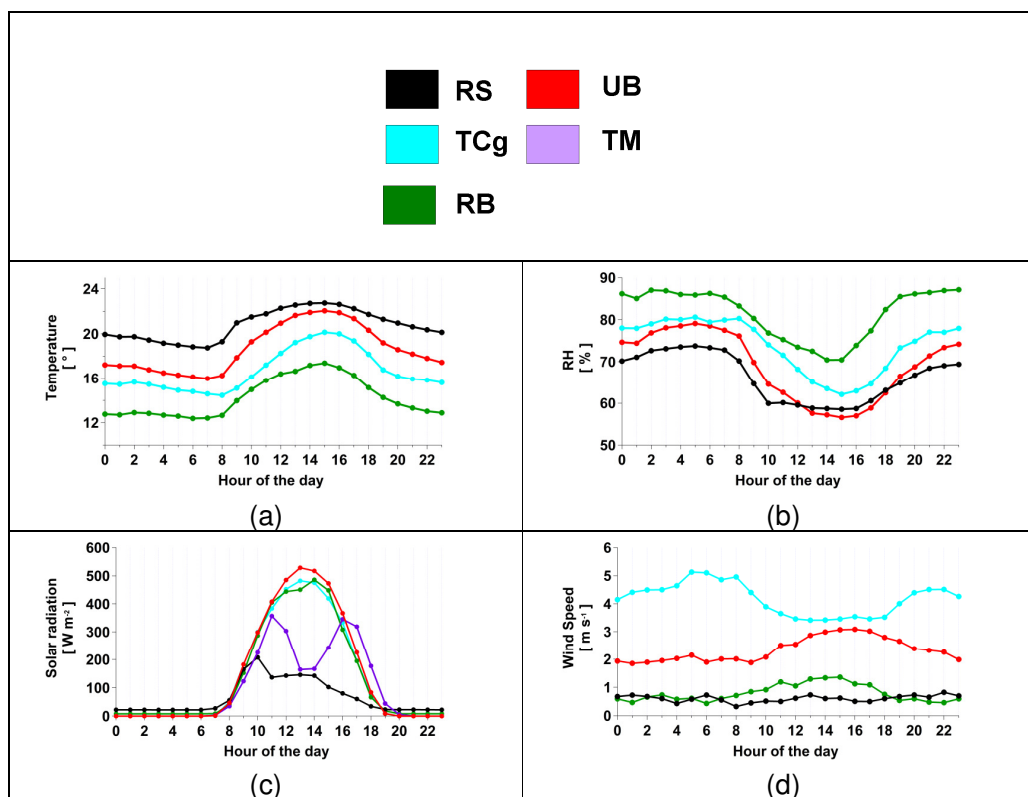 RS UB
TCg TM
RB
24
20
16
12
Temperature
[ ° ]
0 2 4 6 8 10 12 14 16 18 20 22
Hour of the day
(a)
90
80
70
60
50
RH
[ % ]
0 2 4 6 8 10 12 14 16 18 20 22
Hour of the day
(b)
600
500
400
300
200
100
0
Solar radiation
[ W m-2 ]
0 2 4 6 8 10 12 14 16 18 20 22
Hour of the day
(c)
6
5
4
3
2
1
0
Wind Speed
[ m s-1 ]
0 2 4 6 8 10 12 14 16 18 20 22
Hour of the day
(d)